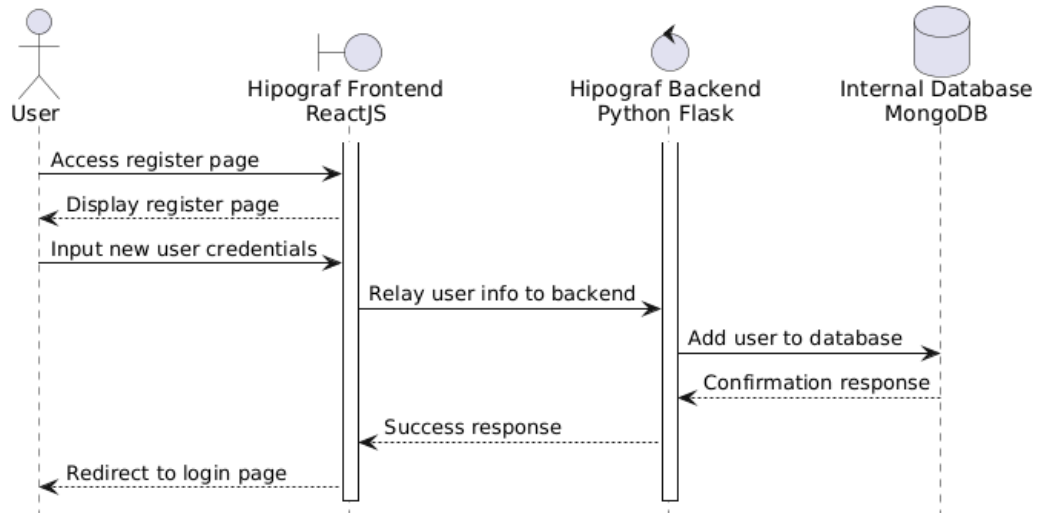 User
Hipograf Frontend
ReactJS
Hipograf Backend
Python Flask
Internal Database
MongoDB
Access register page
Display register page
Input new user credentials
Relay user info to backend
Add user to database
Confirmation response
Success response
Redirect to login page